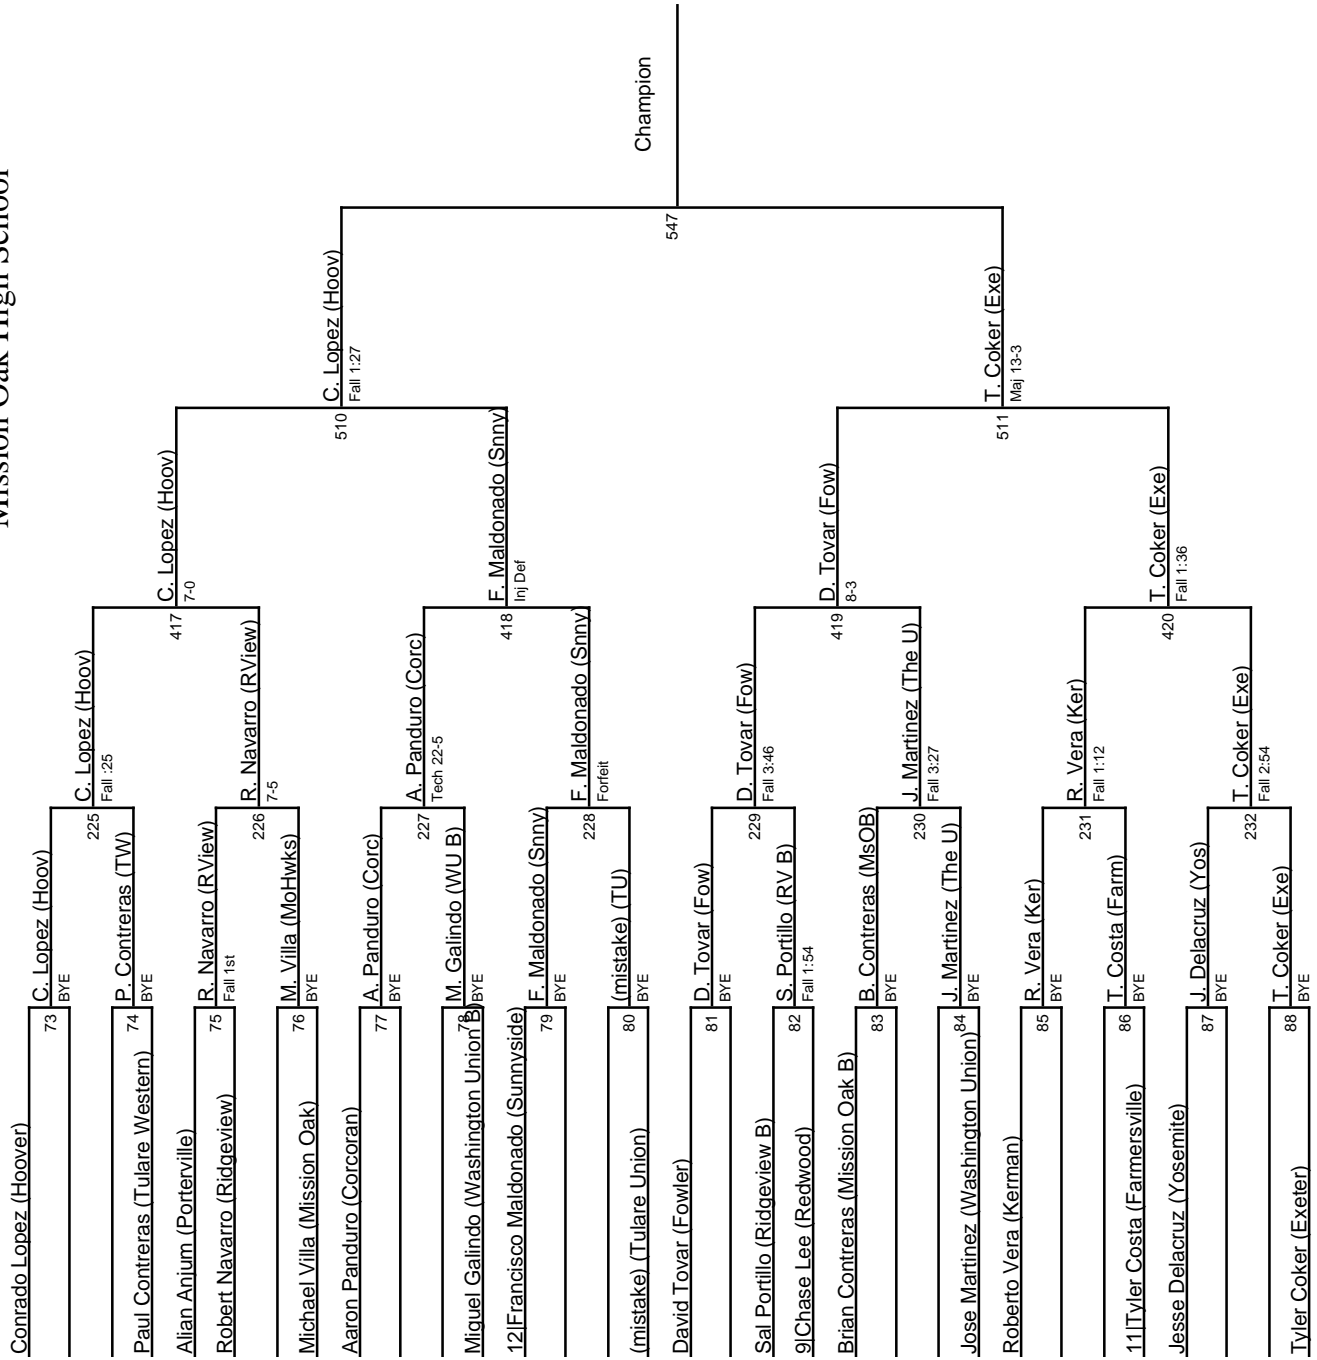 Mission Oak High School
Conrado Lopez (Hoover)
Paul Contreras (Tulare Western)
Alian Anjum (Porterville)
Robert Navarro (Ridgeview)
Michael Villa (Mission Oak)
Aaron Panduro (Corcoran)
Miguel Galindo (Washington Union B)
12|Francisco Maldonado (Sunnyside)
(mistake) (Tulare Union)
David Tovar (Fowler)
Sal Portillo (Ridgeview B)
9|Chase Lee (Redwood)
Brian Contreras (Mission Oak B)
Jose Martinez (Washington Union)
Roberto Vera (Kerman)
11|Tyler Costa (Farmersville)
Jesse Delacruz (Yosemite)
Tyler Coker (Exeter)
73
C. Lopez (Hoov)
BYE
74
P. Contreras (TW)
BYE
75
R. Navarro (RView)
Fall 1st
76
M. Villa (MoHwks)
BYE
77
A. Panduro (Corc)
BYE
78
M. Galindo (WU B)
BYE
79
F. Maldonado (Snny)
BYE
80
(mistake) (TU)
BYE
81
D. Tovar (Fow)
BYE
82
S. Portillo (RV B)
Fall 1:54
83
B. Contreras (MsOB)
BYE
84
J. Martinez (The U)
BYE
85
R. Vera (Ker)
BYE
86
T. Costa (Farm)
BYE
87
J. Delacruz (Yos)
BYE
88
T. Coker (Exe)
BYE
225
C. Lopez (Hoov)
Fall :25
226
R. Navarro (RView)
7-5
227
A. Panduro (Corc)
Tech 22-5
228
F. Maldonado (Snny)
Forfeit
229
D. Tovar (Fow)
Fall 3:46
230
J. Martinez (The U)
Fall 3:27
231
R. Vera (Ker)
Fall 1:12
232
T. Coker (Exe)
Fall 2:54
417
C. Lopez (Hoov)
7-0
418
F. Maldonado (Snny)
Inj Def
419
D. Tovar (Fow)
8-3
420
T. Coker (Exe)
Fall 1:36
510
C. Lopez (Hoov)
Fall 1:27
511
T. Coker (Exe)
Maj 13-3
547
Champion